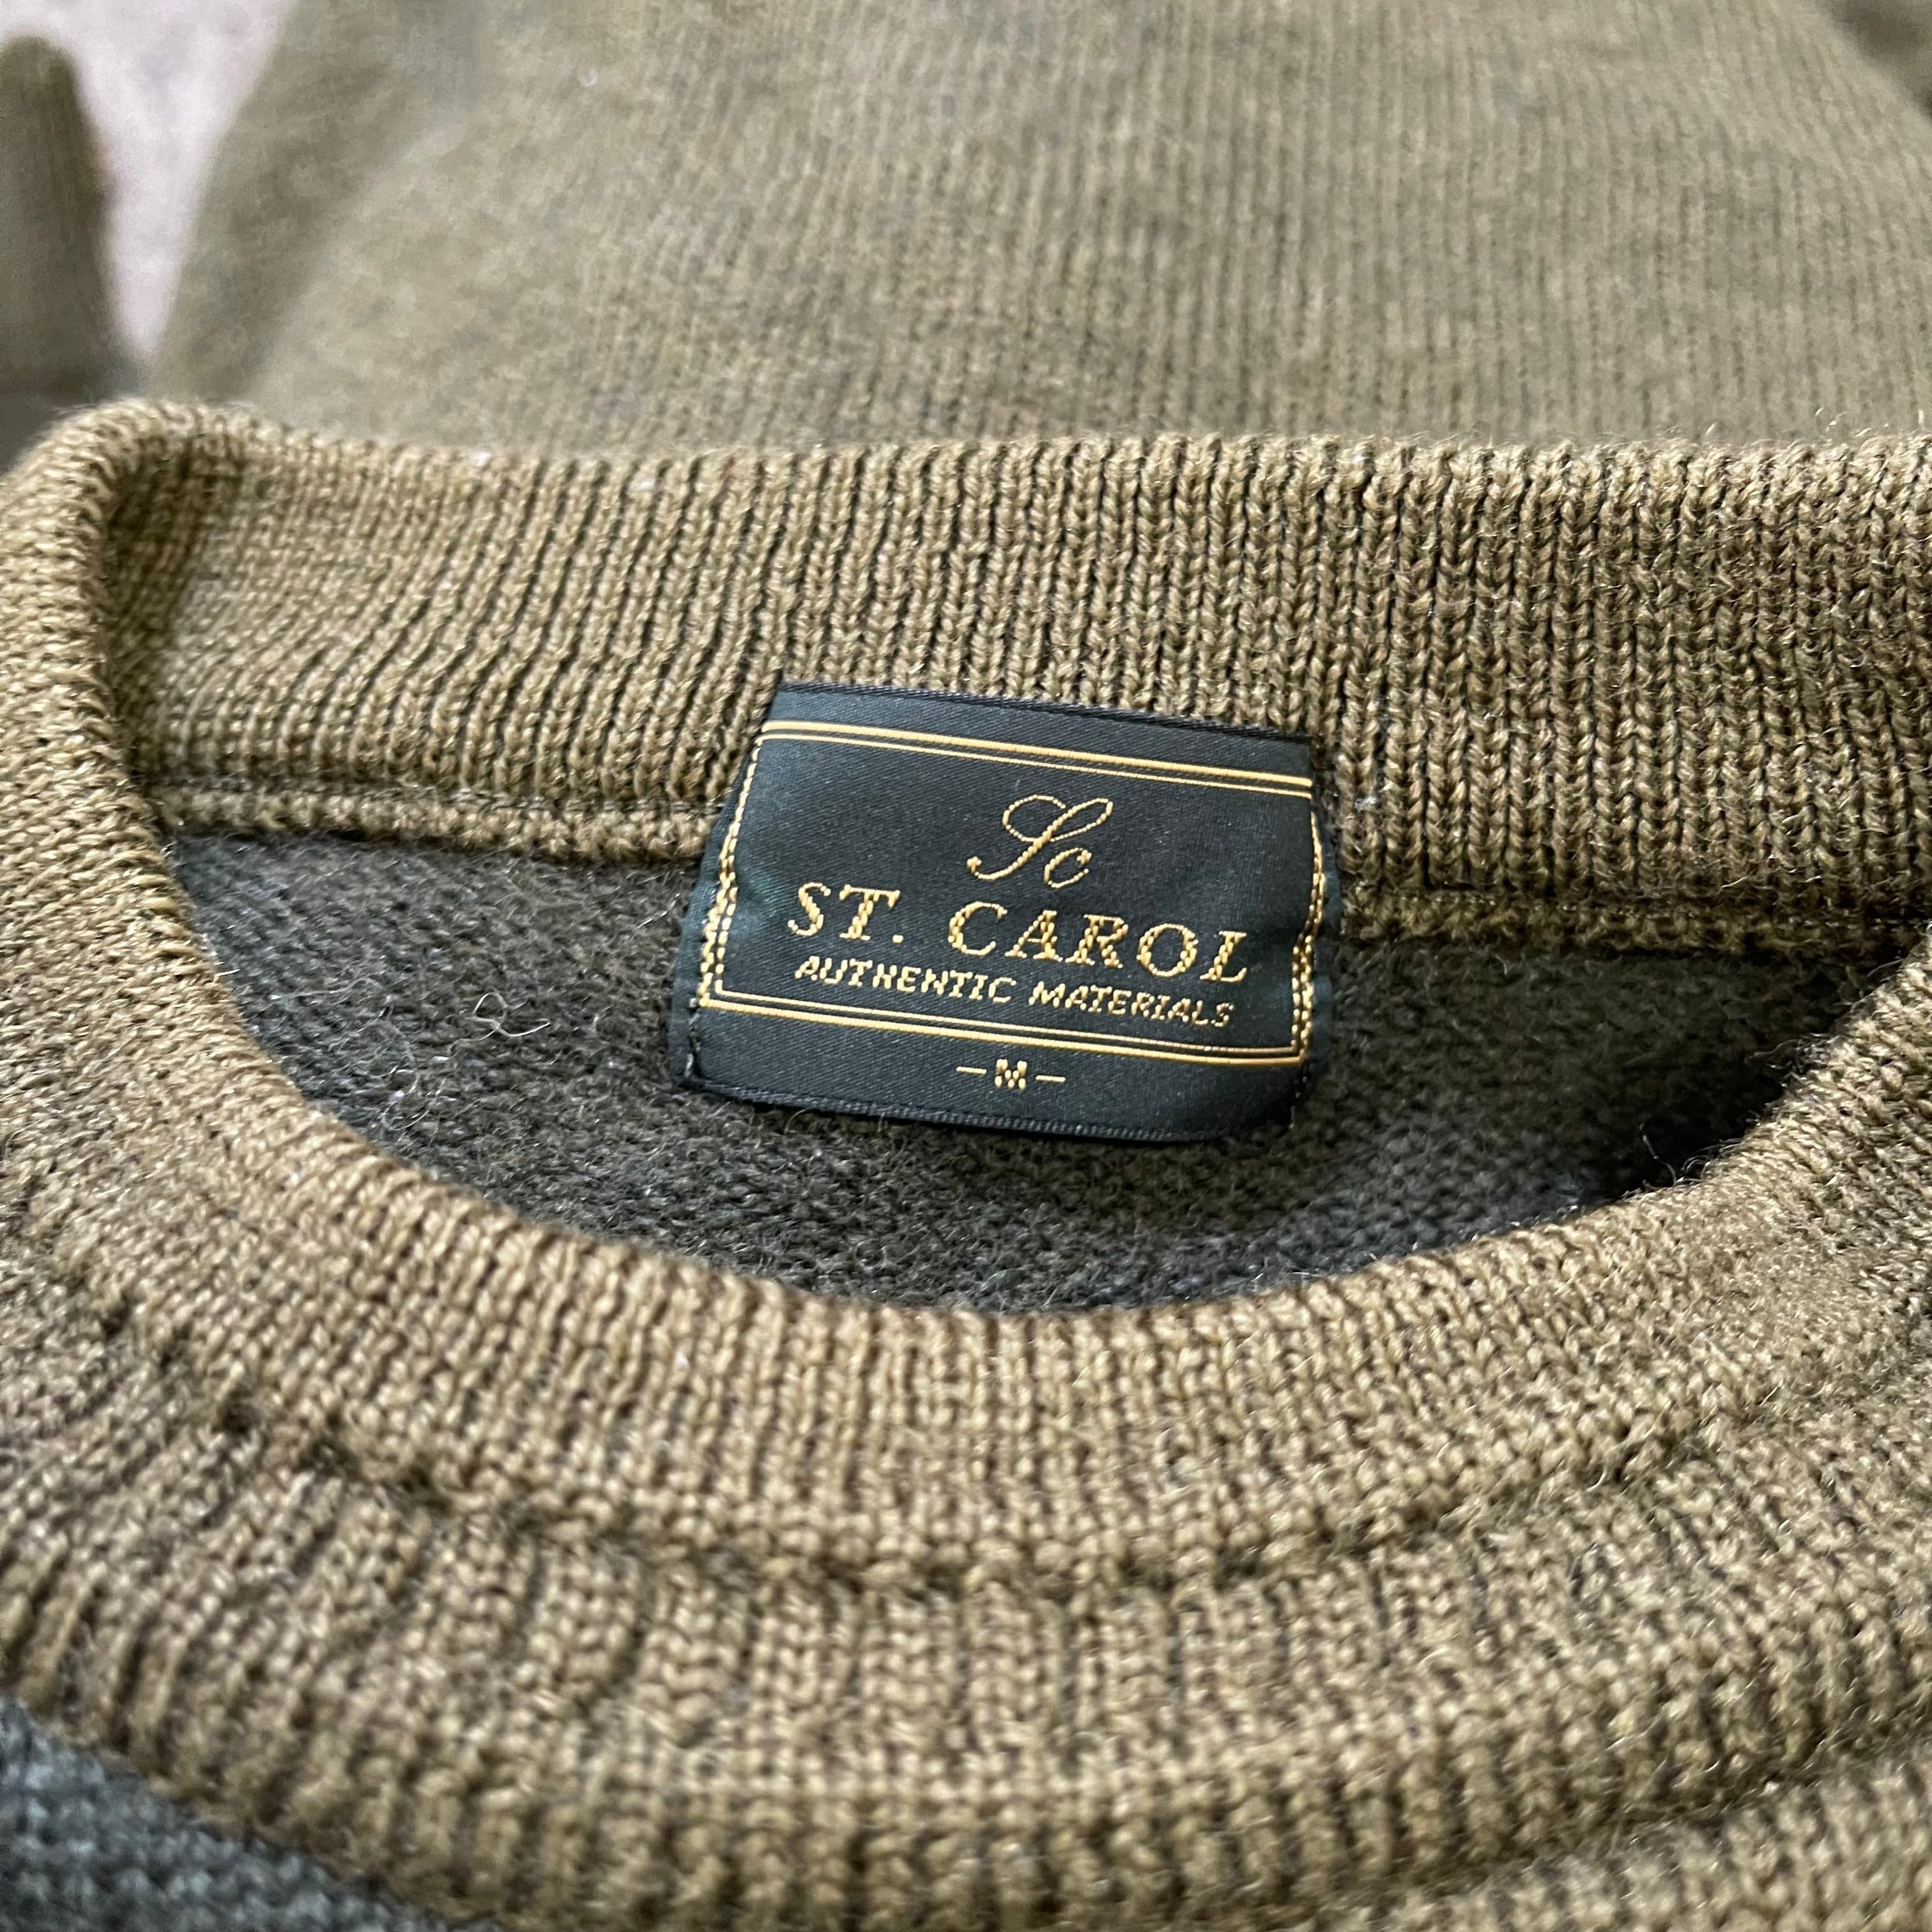 Sc
ST. CAROL
AUTHENTIC MATERIALS
-M-